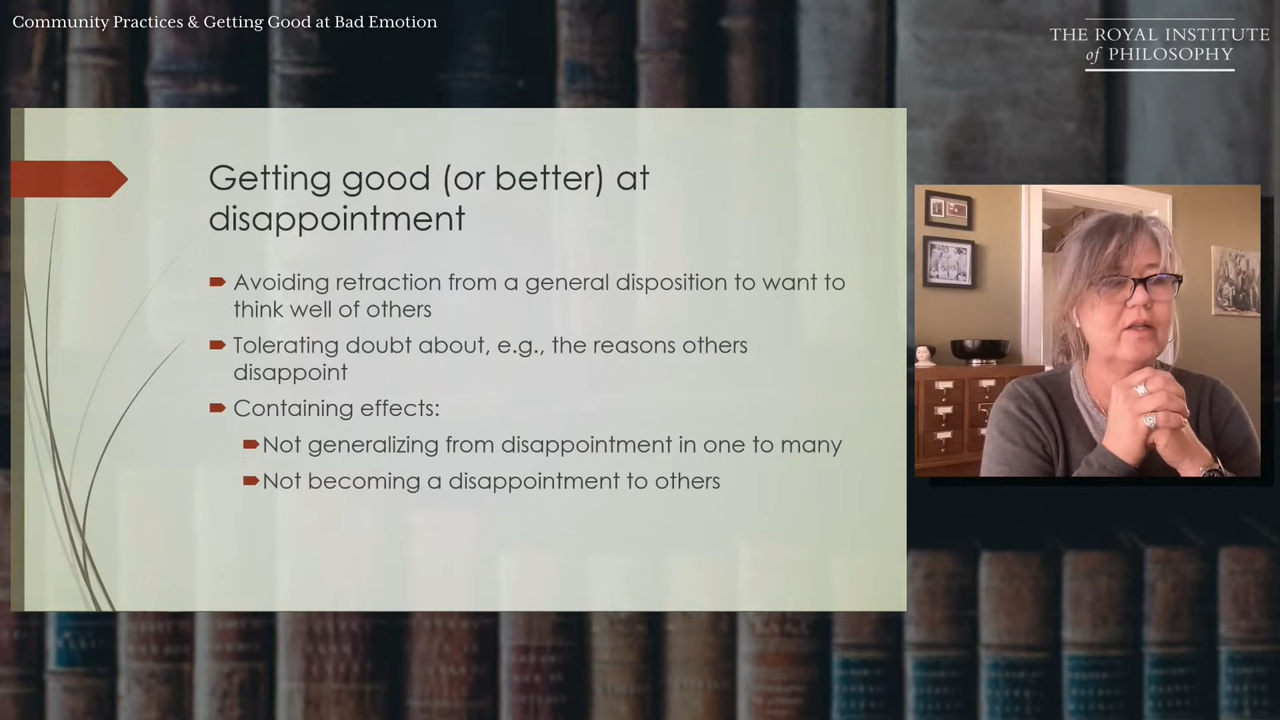 Community Practices & Getting Good at Bad Emotion
THE ROYAL INSTITUTE
of PHILOSOPHY
Getting good (or better) at
disappointment
Avoiding retraction from a general disposition to want to
think well of others
Tolerating doubt about, e.g., the reasons others
disappoint
Containing effects:
Not generalizing from disappointment in one to many
Not becoming a disappointment to others